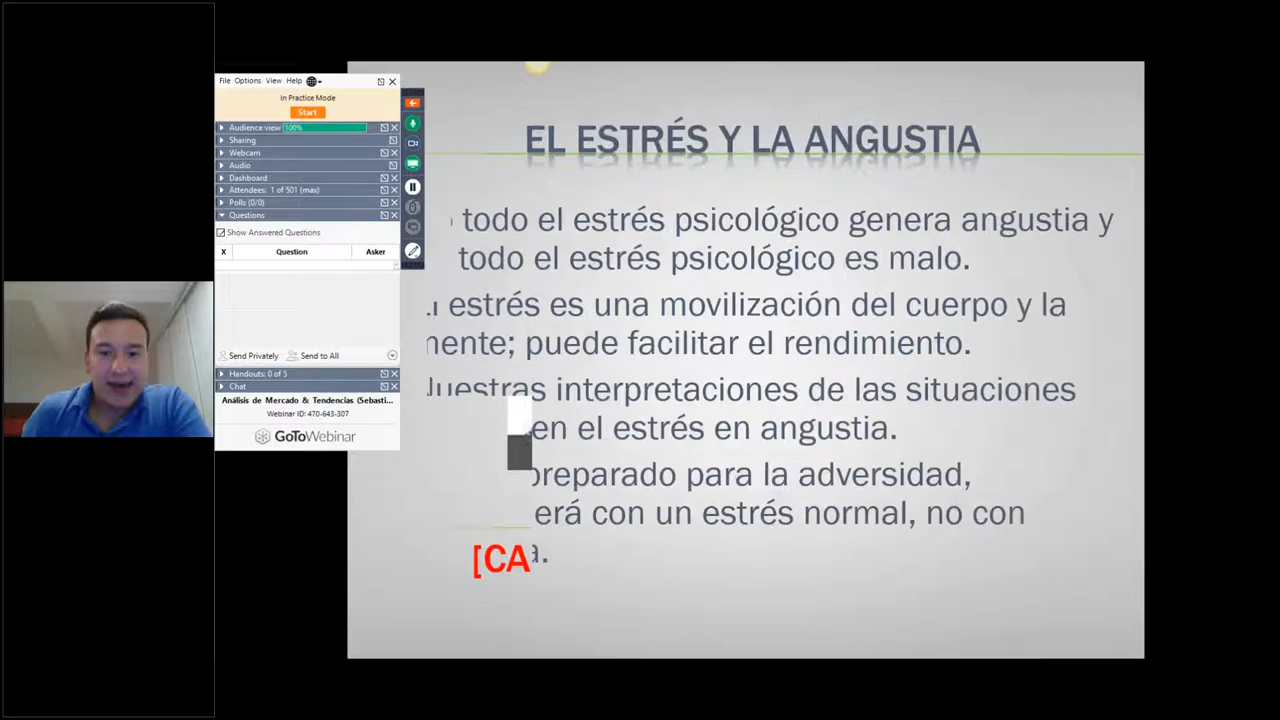 File Options View Help
In Practice Mode
Start
Audience view 100%
Sharing
Webcam
Audio
Dashboard
Attendees: 1 of 501 (max)
Polls (0/0)
Questions
Show Answered Questions
X Question Asker
Send Privately Send to All
Handouts: 0 of 5
Chat
Análisis de Mercado & Tendencias (Sebasti...
Webinar ID: 470-643-307
GoToWebinar
EL ESTRÉS Y LA ANGUSTIA
todo el estrés psicológico genera angustia y
todo el estrés psicológico es malo.
estrés es una movilización del cuerpo y la
mente; puede facilitar el rendimiento.
Nuestras interpretaciones de las situaciones
en el estrés en angustia.
preparado para la adversidad,
erá con un estrés normal, no con
a.
[CA